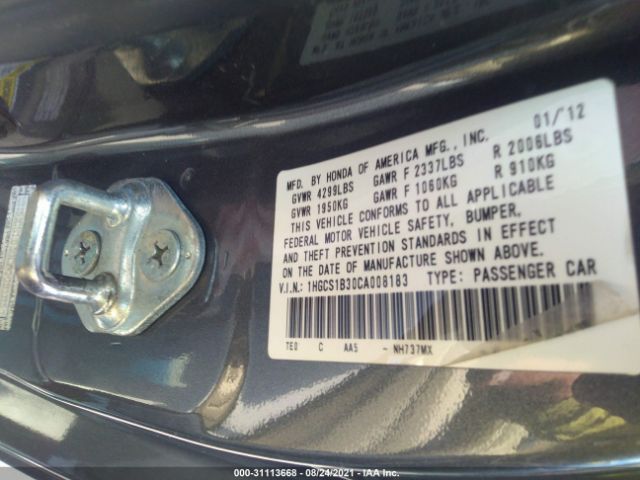 MFD. BY HONDA OF AMERICA MFG., INC. 01/'12
GVWR 4299LBS GAWR F 2337LBS R 2006LBS
GVWR 1950KG GAWR F 1060KG R 910KG
THIS VEHICLE CONFORMS TO ALL APPLICABLE
FEDERAL MOTOR VEHICLE SAFETY, BUMPER,
AND THEFT PREVENTION STANDARDS IN EFFECT
ON THE DATE OF MANUFACTURE SHOWN ABOVE.
V.I.N: 1HGCS1B30CA008183 TYPE: PASSENGER CAR
TE0 C AA5 - NH737MX
000-31113668 - 08/24/2021 - IAA Inc.